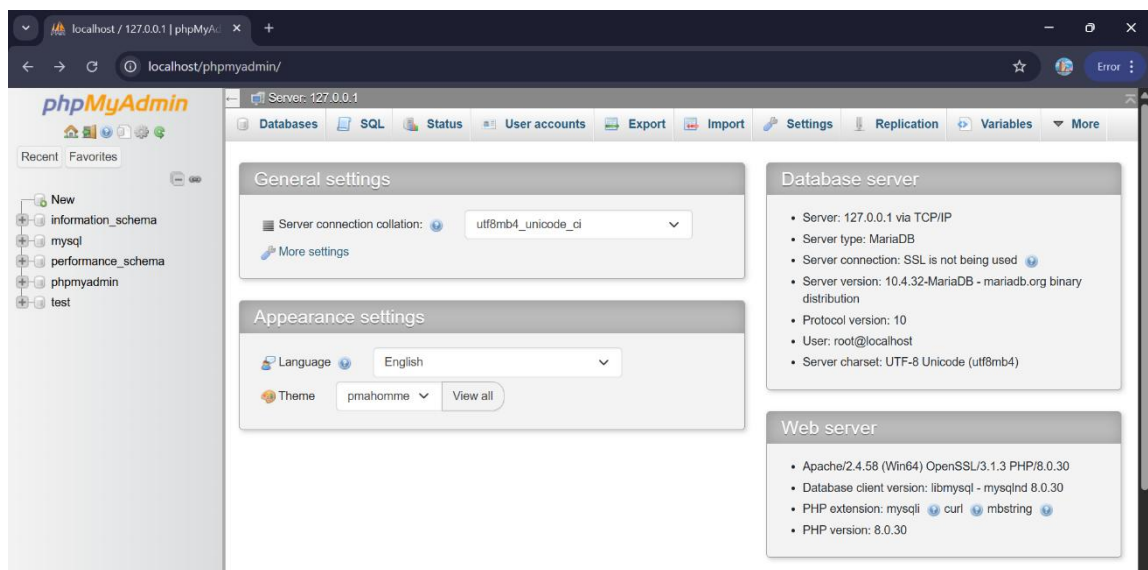 localhost / 127.0.0.1 | phpMyAd
localhost/phpmyadmin/
Error
phpMyAdmin
Recent Favorites
New
information_schema
mysql
performance_schema
phpmyadmin
test
Server: 127.0.0.1
Databases SQL Status User accounts Export Import Settings Replication Variables More
General settings
Server connection collation: utf8mb4_unicode_ci
More settings
Appearance settings
Language English
Theme pmahomme View all
Database server
• Server: 127.0.0.1 via TCP/IP
• Server type: MariaDB
• Server connection: SSL is not being used
• Server version: 10.4.32-MariaDB - mariadb.org binary
distribution
• Protocol version: 10
• User: root@localhost
• Server charset: UTF-8 Unicode (utf8mb4)
Web server
• Apache/2.4.58 (Win64) OpenSSL/3.1.3 PHP/8.0.30
• Database client version: libmysql - mysqlnd 8.0.30
• PHP extension: mysqli curl mbstring
• PHP version: 8.0.30